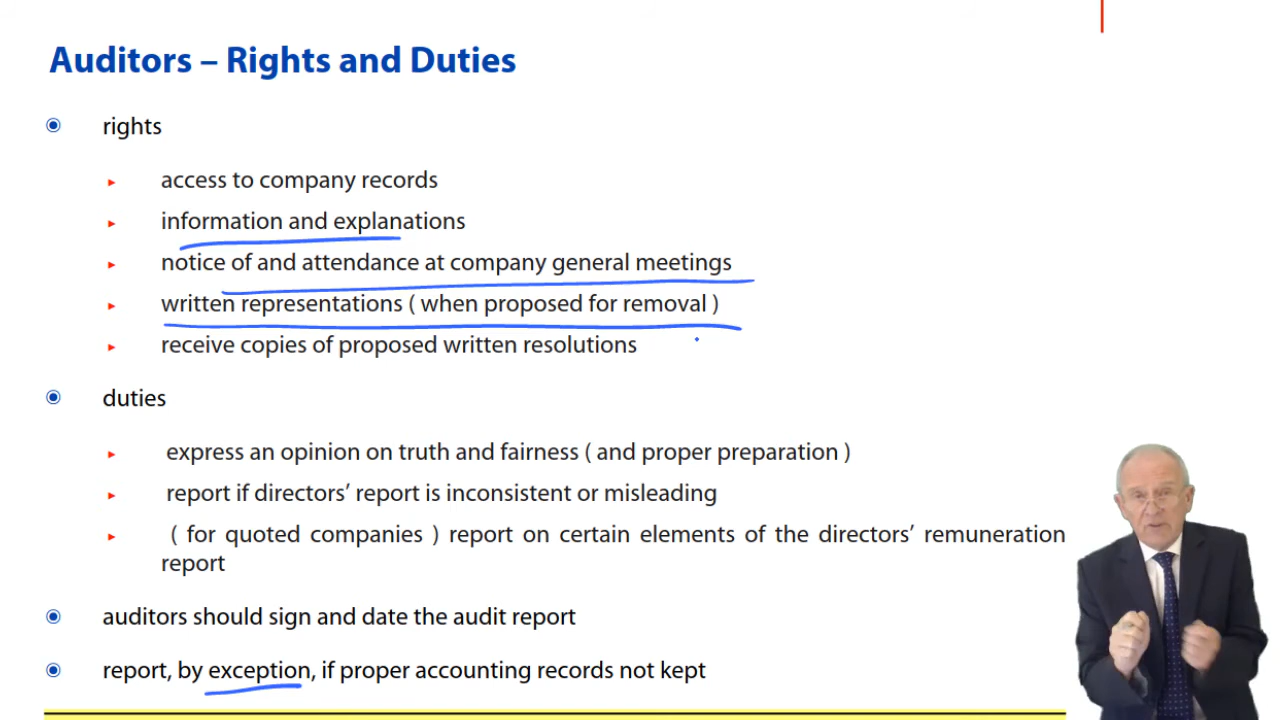 Auditors – Rights and Duties
rights
access to company records
information and explanations
notice of and attendance at company general meetings
written representations ( when proposed for removal )
receive copies of proposed written resolutions
duties
express an opinion on truth and fairness ( and proper preparation )
report if directors’ report is inconsistent or misleading
( for quoted companies ) report on certain elements of the directors’ remuneration
report
auditors should sign and date the audit report
report, by exception, if proper accounting records not kept